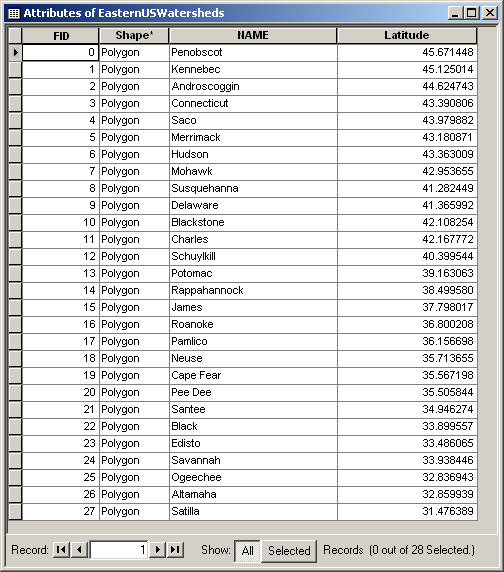 Attributes of EasternUSWatersheds
FID Shape* NAME Latitude
0 Polygon Penobscot 45.671448
1 Polygon Kennebec 45.125014
2 Polygon Androscoggin 44.624743
3 Polygon Connecticut 43.390806
4 Polygon Saco 43.979882
5 Polygon Merrimack 43.180871
6 Polygon Hudson 43.363009
7 Polygon Mohawk 42.953655
8 Polygon Susquehanna 41.282449
9 Polygon Delaware 41.365992
10 Polygon Blackstone 42.108254
11 Polygon Charles 42.167772
12 Polygon Schuylkill 40.399544
13 Polygon Potomac 39.163063
14 Polygon Rappahannock 38.499580
15 Polygon James 37.798017
16 Polygon Roanoke 36.800208
17 Polygon Pamlico 36.156698
18 Polygon Neuse 35.713655
19 Polygon Cape Fear 35.567198
20 Polygon Pee Dee 35.505844
21 Polygon Santee 34.946274
22 Polygon Black 33.899557
23 Polygon Edisto 33.486065
24 Polygon Savannah 33.938446
25 Polygon Ogeechee 32.836943
26 Polygon Altamaha 32.859939
27 Polygon Satilla 31.476389
Record: 1 Show: All Selected Records (0 out of 28 Selected.)